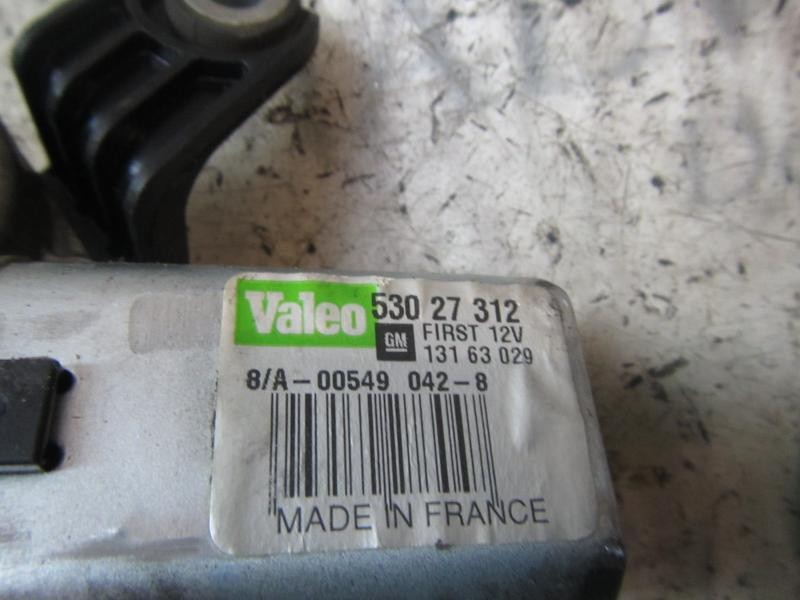 Valeo 530 27 312
GM FIRST 12V
131 63 029
8/A-00549 042-8
MADE IN FRANCE